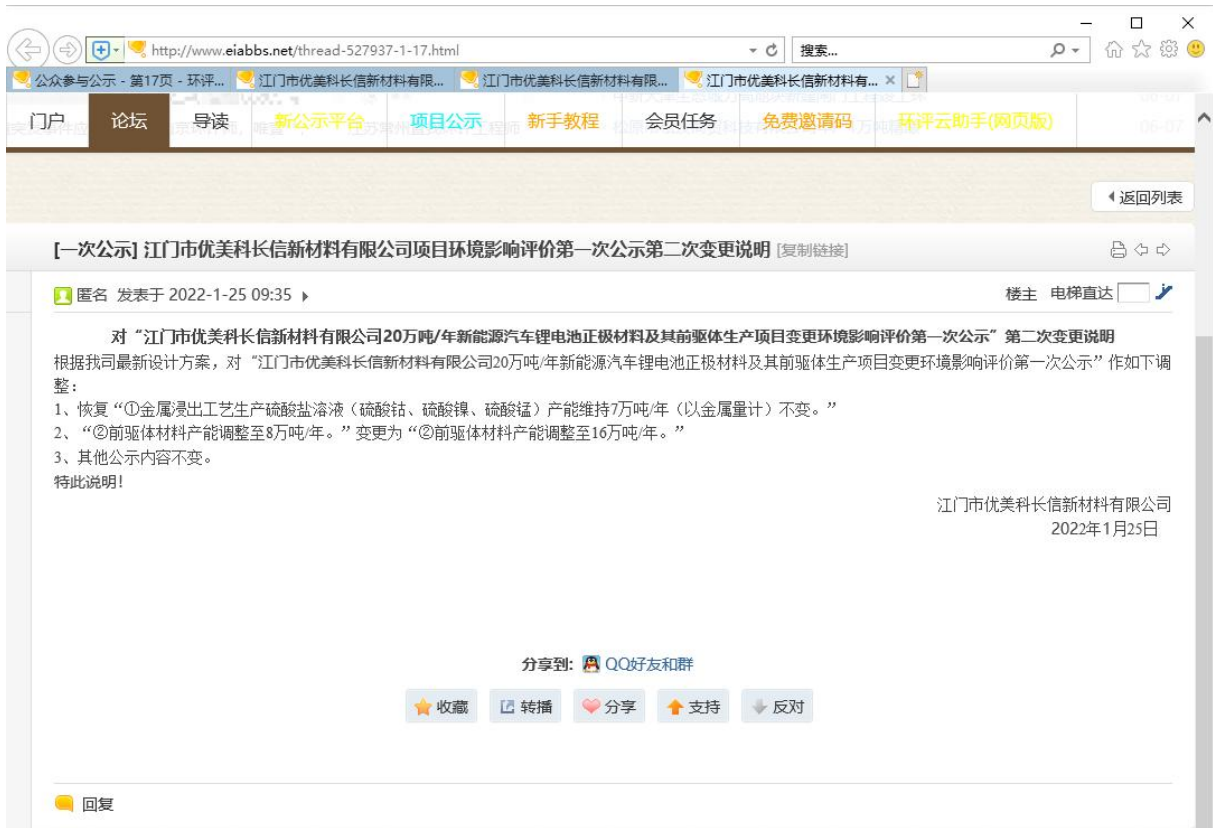 http://www.eiabbs.net/thread-527937-1-17.html
搜索...
公众参与公示 - 第17页 - 环评...
江门市优美科长信新材料有限...
江门市优美科长信新材料有限...
江门市优美科长信新材料有...
门户 论坛 导读 新公示平台 项目公示 新手教程 会员任务 免费邀请码 环评云助手(网页版)
06-07
返回列表
[一次公示] 江门市优美科长信新材料有限公司项目环境影响评价第一次公示第二次变更说明 [复制链接]
匿名 发表于 2022-1-25 09:35
楼主 电梯直达
对“江门市优美科长信新材料有限公司20万吨/年新能源汽车锂电池正极材料及其前驱体生产项目变更环境影响评价第一次公示”第二次变更说明
根据我司最新设计方案，对“江门市优美科长信新材料有限公司20万吨/年新能源汽车锂电池正极材料及其前驱体生产项目变更环境影响评价第一次公示”作如下调
整：
1、恢复“①金属浸出工艺生产硫酸盐溶液（硫酸钴、硫酸镍、硫酸锰）产能维持7万吨/年（以金属量计）不变。”
2、“②前驱体材料产能调整至8万吨/年。”变更为“②前驱体材料产能调整至16万吨/年。”
3、其他公示内容不变。
特此说明！
江门市优美科长信新材料有限公司
2022年1月25日
分享到: QQ好友和群
收藏 转播 分享 支持 反对
回复